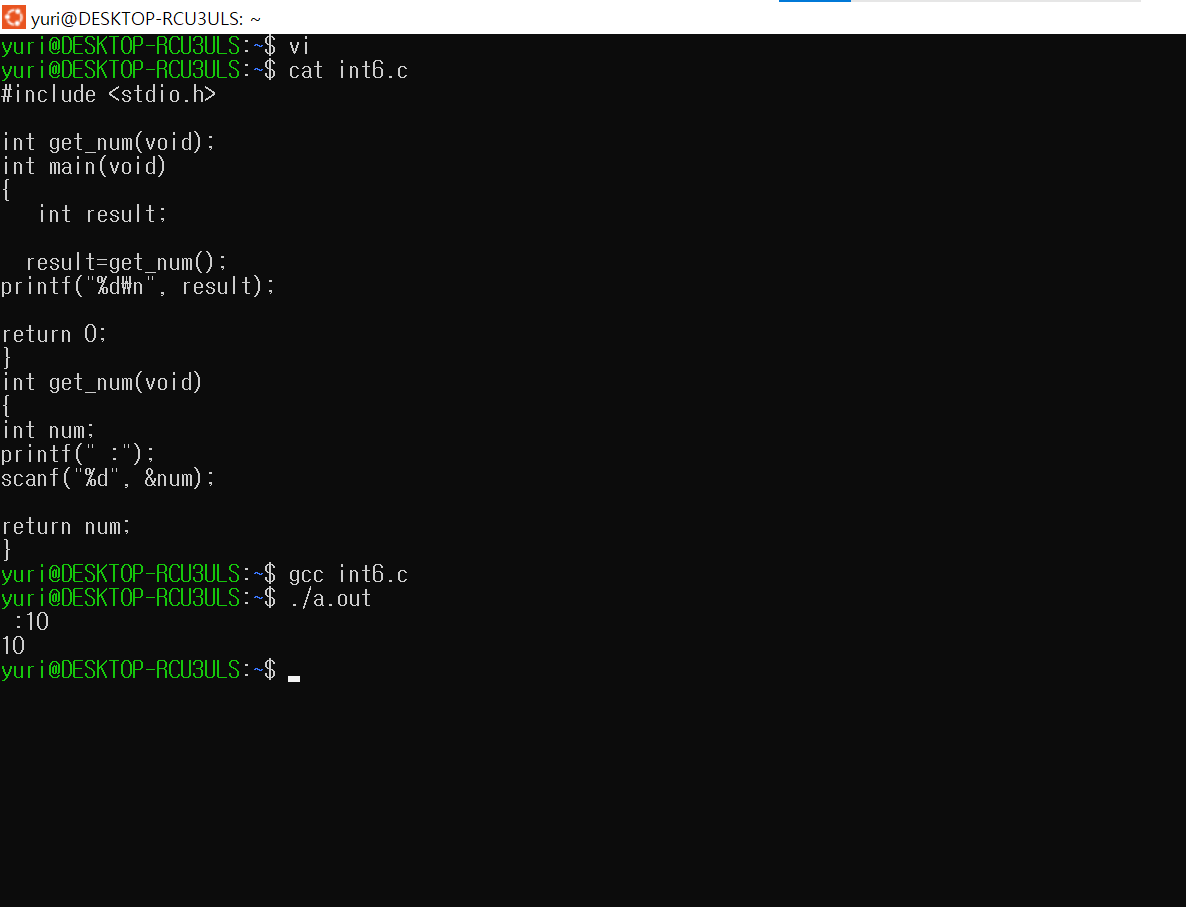 yuri@DESKTOP-RCU3ULS: ~
yuri@DESKTOP-RCU3ULS:~$ vi
yuri@DESKTOP-RCU3ULS:~$ cat int6.c
#include <stdio.h>
int get_num(void);
int main(void)
{
   int result;
  result=get_num();
printf("%d₩n", result);
return 0;
}
int get_num(void)
{
int num;
printf(" :");
scanf("%d", &num);
return num;
}
yuri@DESKTOP-RCU3ULS:~$ gcc int6.c
yuri@DESKTOP-RCU3ULS:~$ ./a.out
 :10
10
yuri@DESKTOP-RCU3ULS:~$